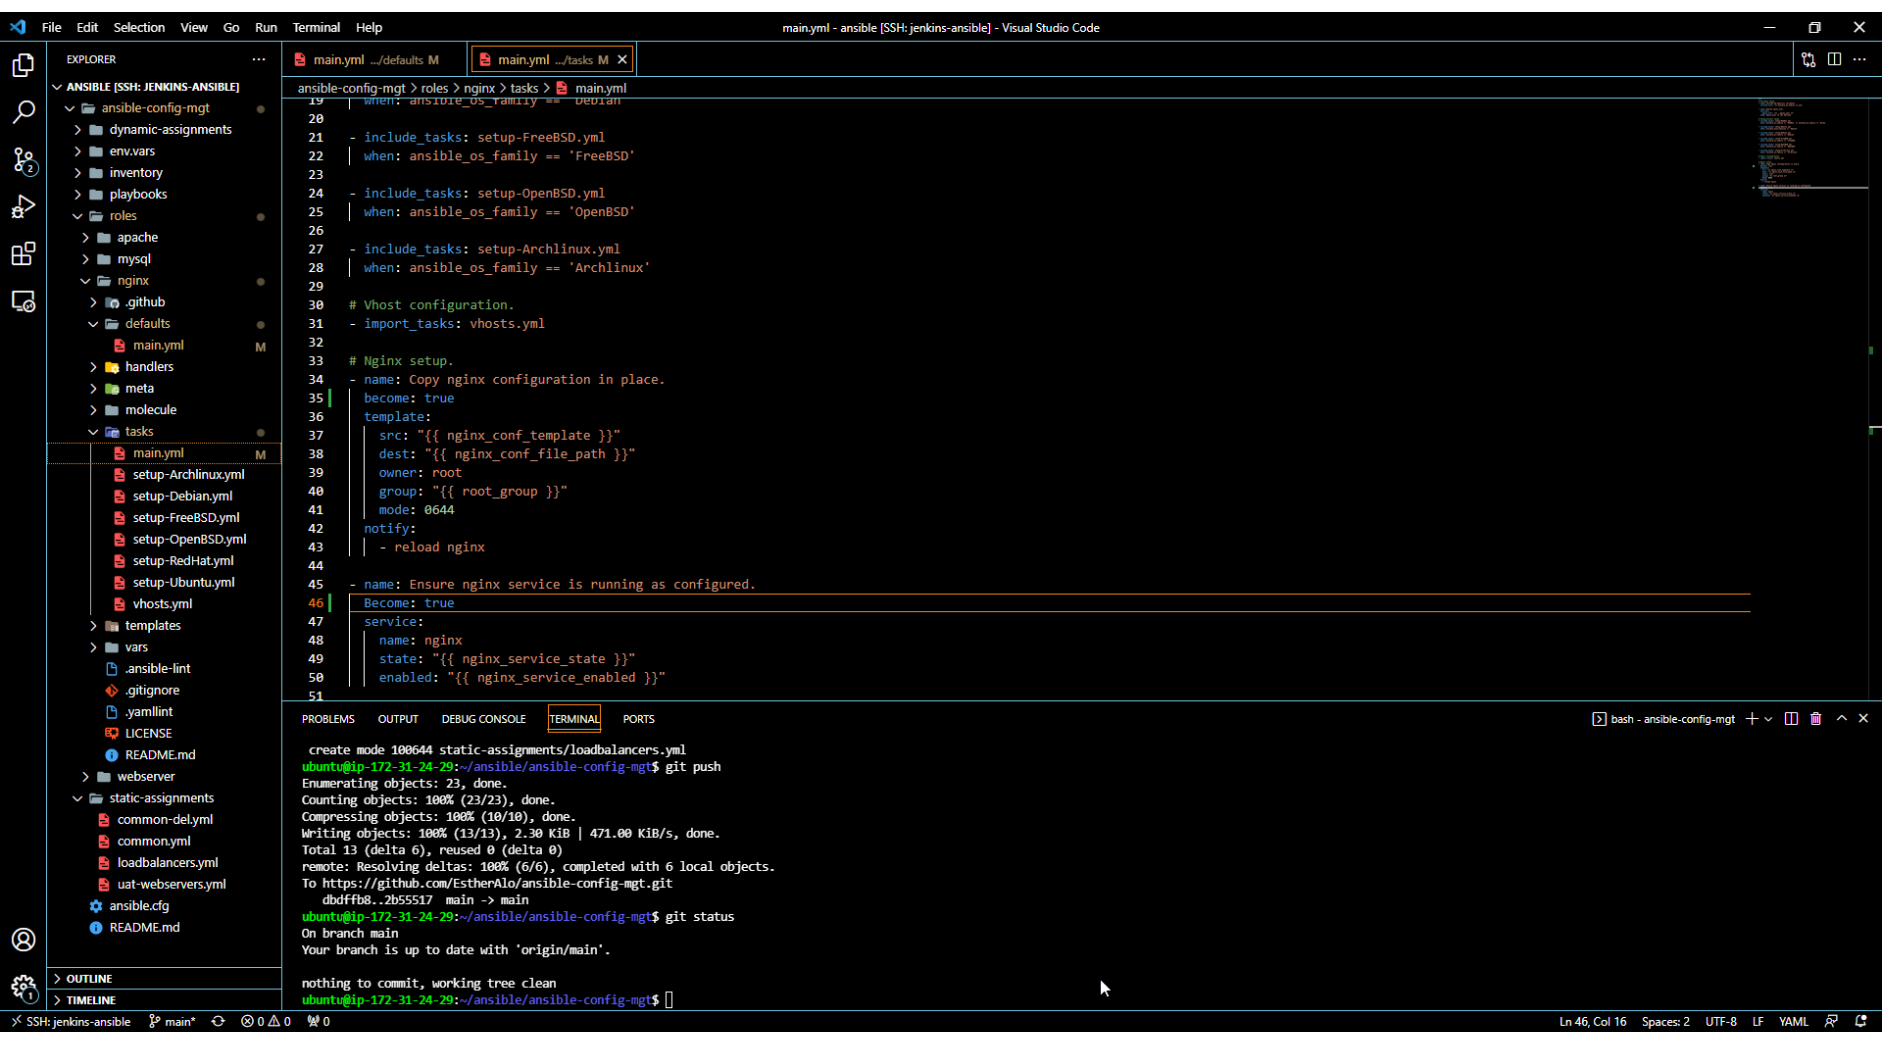 File Edit Selection View Go Run Terminal Help
main.yml - ansible [SSH: jenkins-ansible] - Visual Studio Code
EXPLORER
ANSIBLE [SSH: JENKINS-ANSIBLE]
ansible-config-mgt
dynamic-assignments
env.vars
inventory
playbooks
roles
apache
mysql
nginx
.github
defaults
main.yml M
handlers
meta
molecule
tasks
main.yml M
setup-Archlinux.yml
setup-Debian.yml
setup-FreeBSD.yml
setup-OpenBSD.yml
setup-RedHat.yml
setup-Ubuntu.yml
vhosts.yml
templates
vars
.ansible-lint
.gitignore
.yamllint
LICENSE
README.md
webserver
static-assignments
common-del.yml
common.yml
loadbalancers.yml
uat-webservers.yml
ansible.cfg
README.md
OUTLINE
TIMELINE
2
1
main.yml .../defaults M
main.yml .../tasks M
ansible-config-mgt > roles > nginx > tasks > main.yml
19 when: ansible_os_family == 'Debian'
20
21 - include_tasks: setup-FreeBSD.yml
22 when: ansible_os_family == 'FreeBSD'
23
24 - include_tasks: setup-OpenBSD.yml
25 when: ansible_os_family == 'OpenBSD'
26
27 - include_tasks: setup-Archlinux.yml
28 when: ansible_os_family == 'Archlinux'
29
30 # Vhost configuration.
31 - import_tasks: vhosts.yml
32
33 # Nginx setup.
34 - name: Copy nginx configuration in place.
35 become: true
36 template:
37 src: "{{ nginx_conf_template }}"
38 dest: "{{ nginx_conf_file_path }}"
39 owner: root
40 group: "{{ root_group }}"
41 mode: 0644
42 notify:
43 - reload nginx
44
45 - name: Ensure nginx service is running as configured.
46 Become: true
47 service:
48 name: nginx
49 state: "{{ nginx_service_state }}"
50 enabled: "{{ nginx_service_enabled }}"
51
PROBLEMS OUTPUT DEBUG CONSOLE TERMINAL PORTS
bash - ansible-config-mgt
create mode 100644 static-assignments/loadbalancers.yml
ubuntu@ip-172-31-24-29:~/ansible/ansible-config-mgt$ git push
Enumerating objects: 23, done.
Counting objects: 100% (23/23), done.
Compressing objects: 100% (10/10), done.
Writing objects: 100% (13/13), 2.30 KiB | 471.00 KiB/s, done.
Total 13 (delta 6), reused 0 (delta 0)
remote: Resolving deltas: 100% (6/6), completed with 6 local objects.
To https://github.com/EstherAlo/ansible-config-mgt.git
dbdffb8..2b55517 main -> main
ubuntu@ip-172-31-24-29:~/ansible/ansible-config-mgt$ git status
On branch main
Your branch is up to date with 'origin/main'.
nothing to commit, working tree clean
ubuntu@ip-172-31-24-29:~/ansible/ansible-config-mgt$
SSH: jenkins-ansible main* 0 0 0
Ln 46, Col 16 Spaces: 2 UTF-8 LF YAML